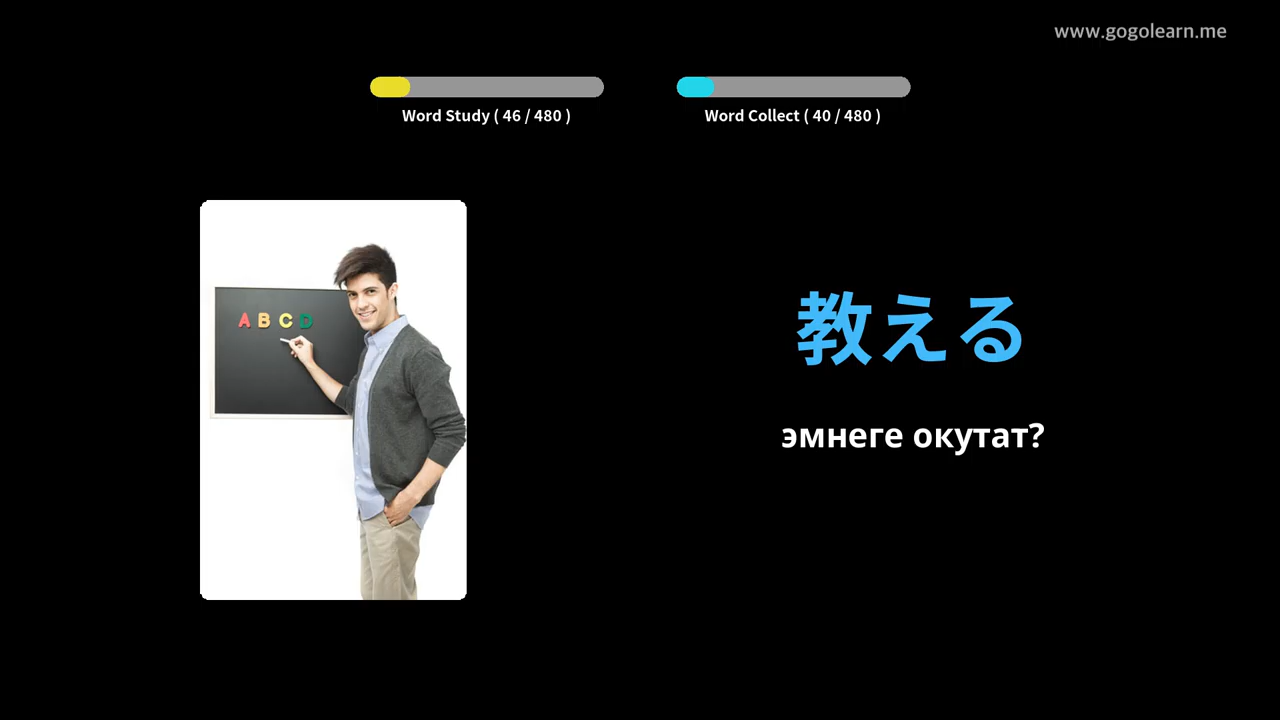 www.gogolearn.me
Word Study ( 46 / 480 )
Word Collect ( 40 / 480 )
A B C D
教える
эмнеге окутат?